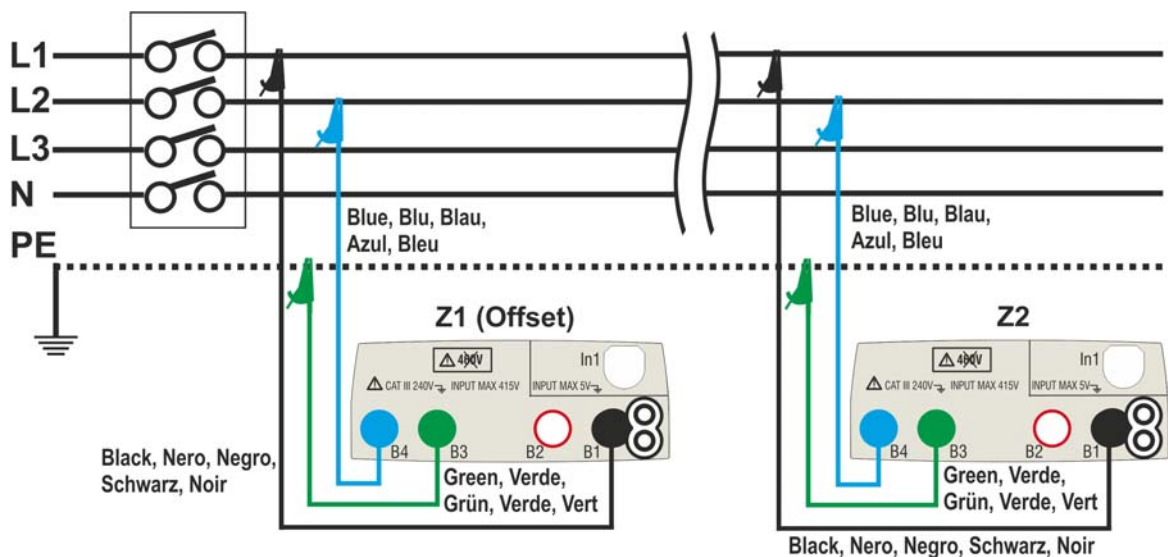 L1
L2
L3
N
PE
Blue, Blu, Blau,
Azul, Bleu
Blue, Blu, Blau,
Azul, Bleu
Z1 (Offset)
Z2
460V
In1
CAT III 240V INPUT MAX 415V
INPUT MAX 5V
B4
B3
B2
B1
460V
In1
CAT III 240V INPUT MAX 415V
INPUT MAX 5V
B4
B3
B2
B1
Black, Nero, Negro,
Schwarz, Noir
Green, Verde,
Grün, Verde, Vert
Green, Verde,
Grün, Verde, Vert
Black, Nero, Negro, Schwarz, Noir